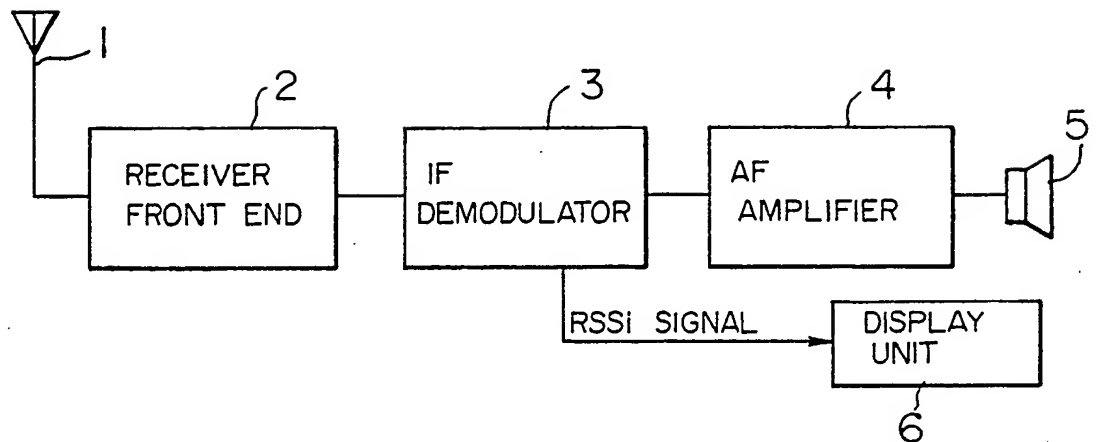 1
2
3
4
5
RECEIVER
FRONT END
IF
DEMODULATOR
AF
AMPLIFIER
RSSi SIGNAL
DISPLAY
UNIT
6